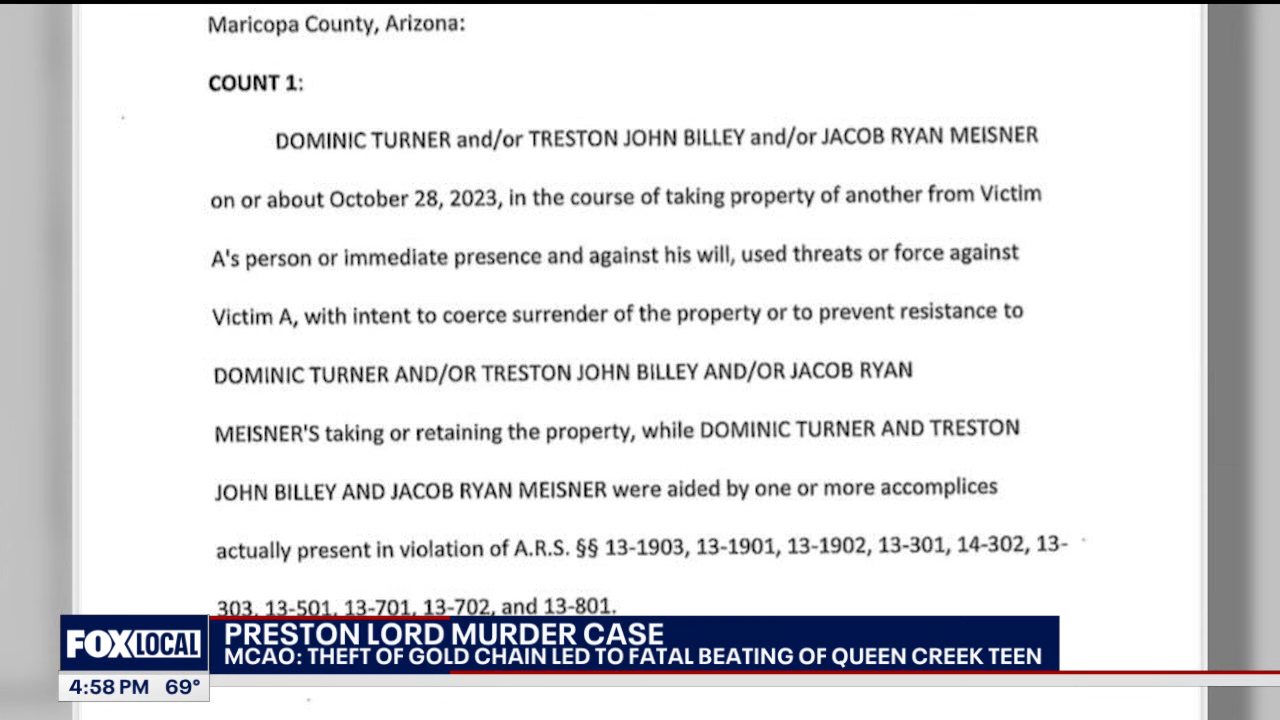 Maricopa County, Arizona:
COUNT 1:
DOMINIC TURNER and/or TRESTON JOHN BILLEY and/or JACOB RYAN MEISNER
on or about October 28, 2023, in the course of taking property of another from Victim
A's person or immediate presence and against his will, used threats or force against
Victim A, with intent to coerce surrender of the property or to prevent resistance to
DOMINIC TURNER AND/OR TRESTON JOHN BILLEY AND/OR JACOB RYAN
MEISNER'S taking or retaining the property, while DOMINIC TURNER AND TRESTON
JOHN BILLEY AND JACOB RYAN MEISNER were aided by one or more accomplices
actually present in violation of A.R.S. §§ 13-1903, 13-1901, 13-1902, 13-301, 14-302, 13-
303, 13-501, 13-701, 13-702, and 13-801.
FOX LOCAL
PRESTON LORD MURDER CASE
MCAO: THEFT OF GOLD CHAIN LED TO FATAL BEATING OF QUEEN CREEK TEEN
4:58 PM 69°